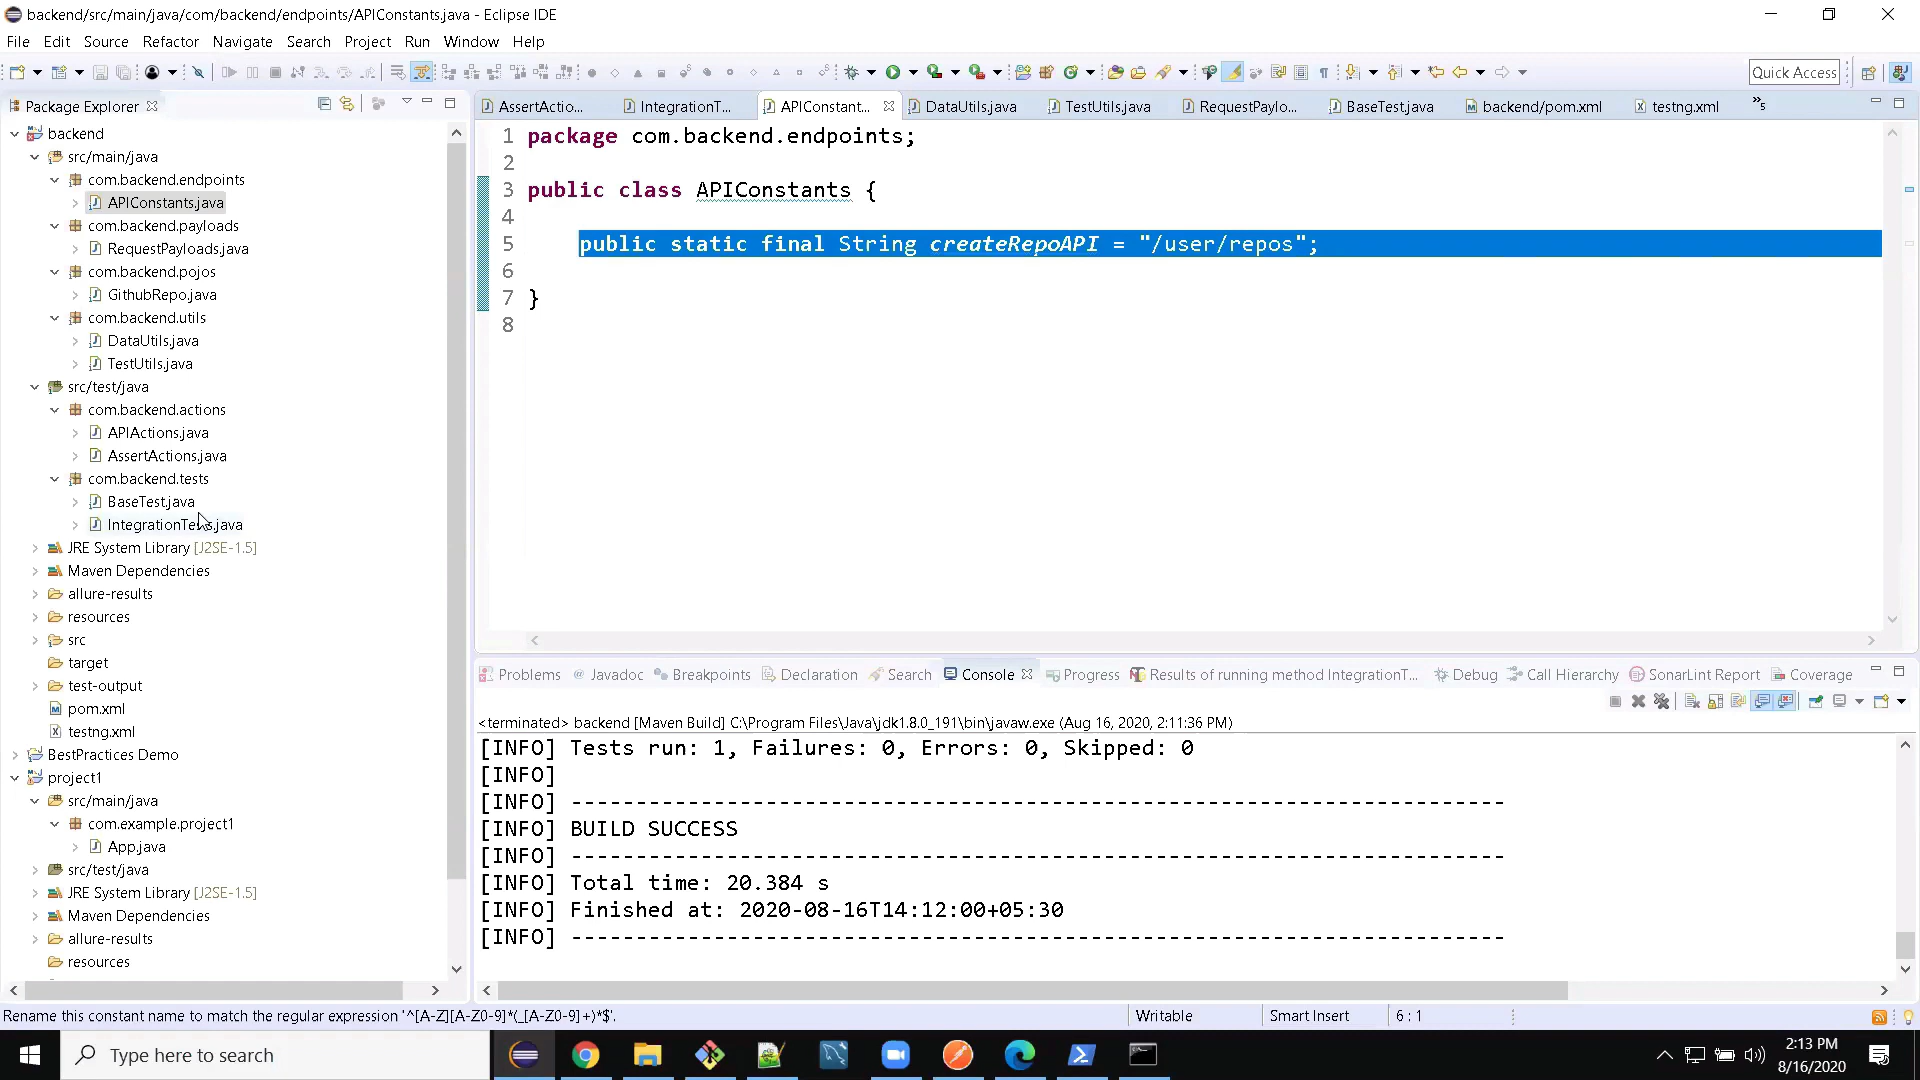 backend/src/main/java/com/backend/endpoints/APIConstants.java - Eclipse IDE
File Edit Source Refactor Navigate Search Project Run Window Help
Quick Access
Package Explorer
backend
src/main/java
com.backend.endpoints
APIConstants.java
com.backend.payloads
RequestPayloads.java
com.backend.pojos
GithubRepo.java
com.backend.utils
DataUtils.java
TestUtils.java
src/test/java
com.backend.actions
APIActions.java
AssertActions.java
com.backend.tests
BaseTest.java
IntegrationTests.java
JRE System Library [J2SE-1.5]
Maven Dependencies
allure-results
resources
src
target
test-output
pom.xml
testng.xml
BestPractices Demo
project1
src/main/java
com.example.project1
App.java
src/test/java
JRE System Library [J2SE-1.5]
Maven Dependencies
allure-results
resources
AssertActio... IntegrationT... APIConstant... DataUtils.java TestUtils.java RequestPaylo... BaseTest.java backend/pom.xml testng.xml »5
1 package com.backend.endpoints;
2
3 public class APIConstants {
4
5 public static final String createRepoAPI = "/user/repos";
6
7 }
8
Problems @ Javadoc Breakpoints Declaration Search Console Progress Results of running method IntegrationT... Debug Call Hierarchy SonarLint Report Coverage
<terminated> backend [Maven Build] C:\Program Files\Java\jdk1.8.0_191\bin\javaw.exe (Aug 16, 2020, 2:11:36 PM)
[INFO] Tests run: 1, Failures: 0, Errors: 0, Skipped: 0
[INFO]
[INFO] ------------------------------------------------------------------------
[INFO] BUILD SUCCESS
[INFO] ------------------------------------------------------------------------
[INFO] Total time: 20.384 s
[INFO] Finished at: 2020-08-16T14:12:00+05:30
[INFO] ------------------------------------------------------------------------
Rename this constant name to match the regular expression '^[A-Z][A-Z0-9]*(_[A-Z0-9]+)*$'.
Writable Smart Insert 6 : 1
Type here to search
2:13 PM
8/16/2020